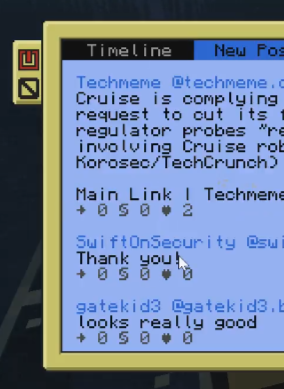 Timeline New Pos
Techmeme @techmeme.c
Cruise is complying
request to cut its f
regulator probes "re
involving Cruise rob
Korosec/TechCrunch)
Main Link | Techmeme
0 0 2
SwiftOnSecurity @swi
Thank you!
0 0 0
gatekid3 @gatekid3.b
looks really good
0 0 0